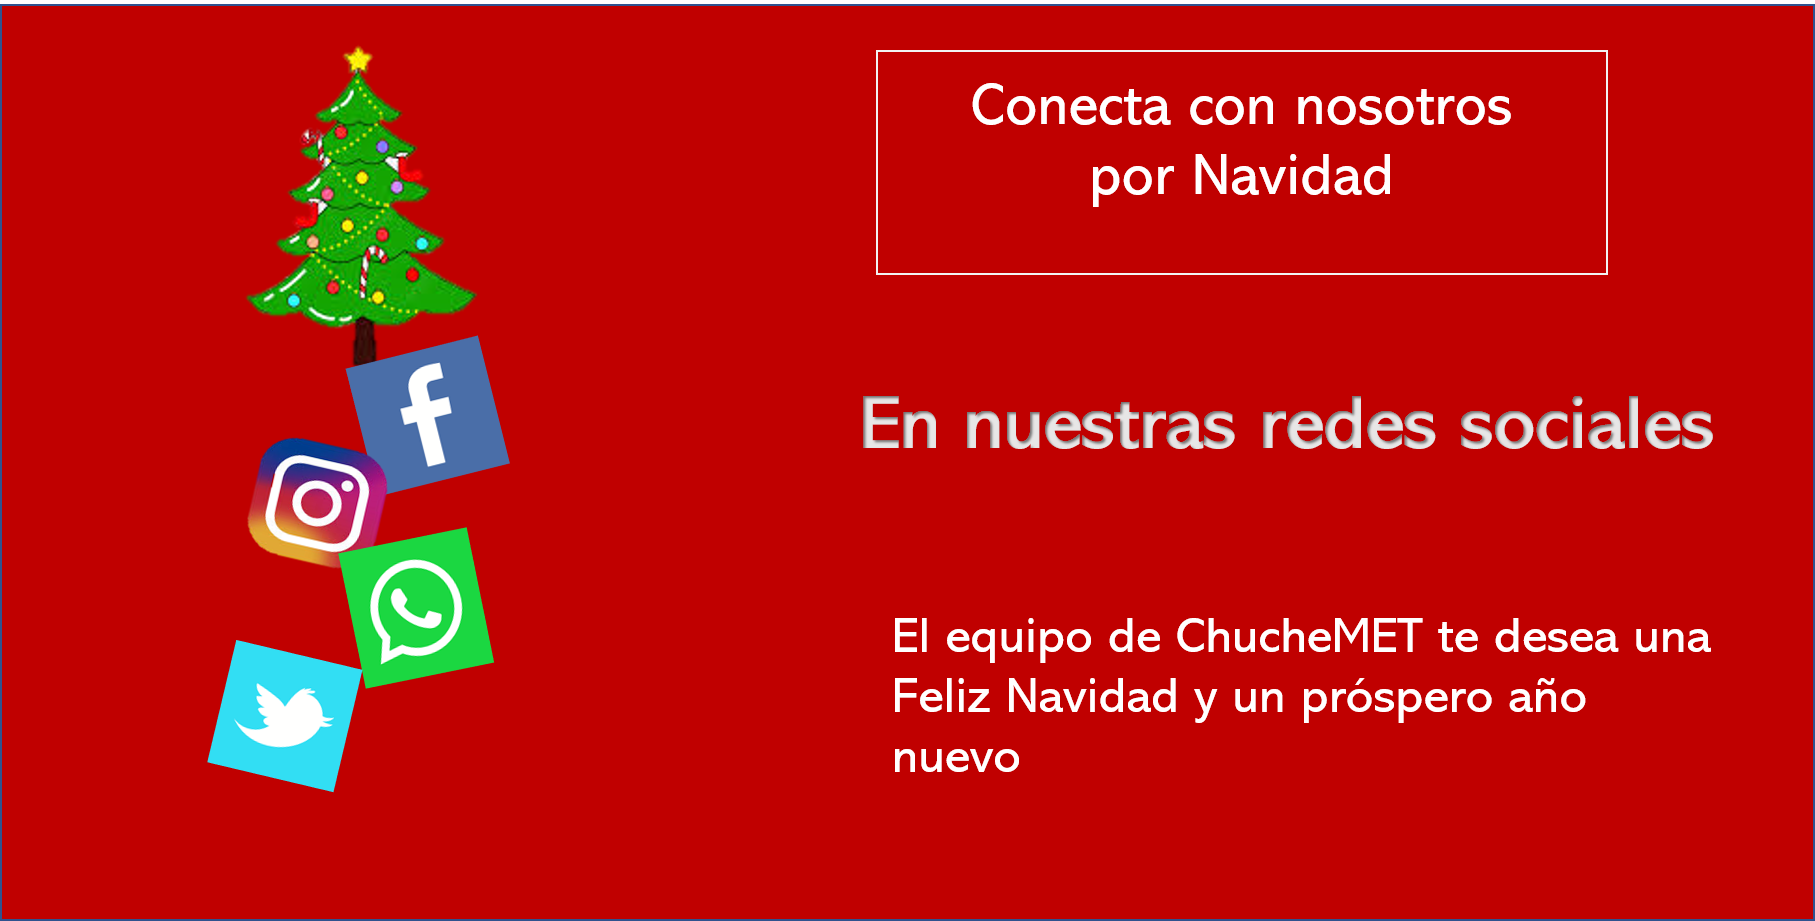 Conecta con nosotros
por Navidad
En nuestras redes sociales
El equipo de ChucheMET te desea una
Feliz Navidad y un próspero año
nuevo